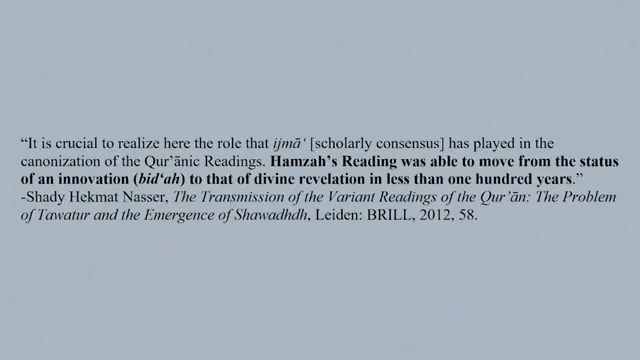 “It is crucial to realize here the role that ijmā‘ [scholarly consensus] has played in the
canonization of the Qur’ānic Readings. Hamzah’s Reading was able to move from the status
of an innovation (bid‘ah) to that of divine revelation in less than one hundred years.”
-Shady Hekmat Nasser, The Transmission of the Variant Readings of the Qur’ān: The Problem
of Tawatur and the Emergence of Shawadhdh, Leiden: BRILL, 2012, 58.